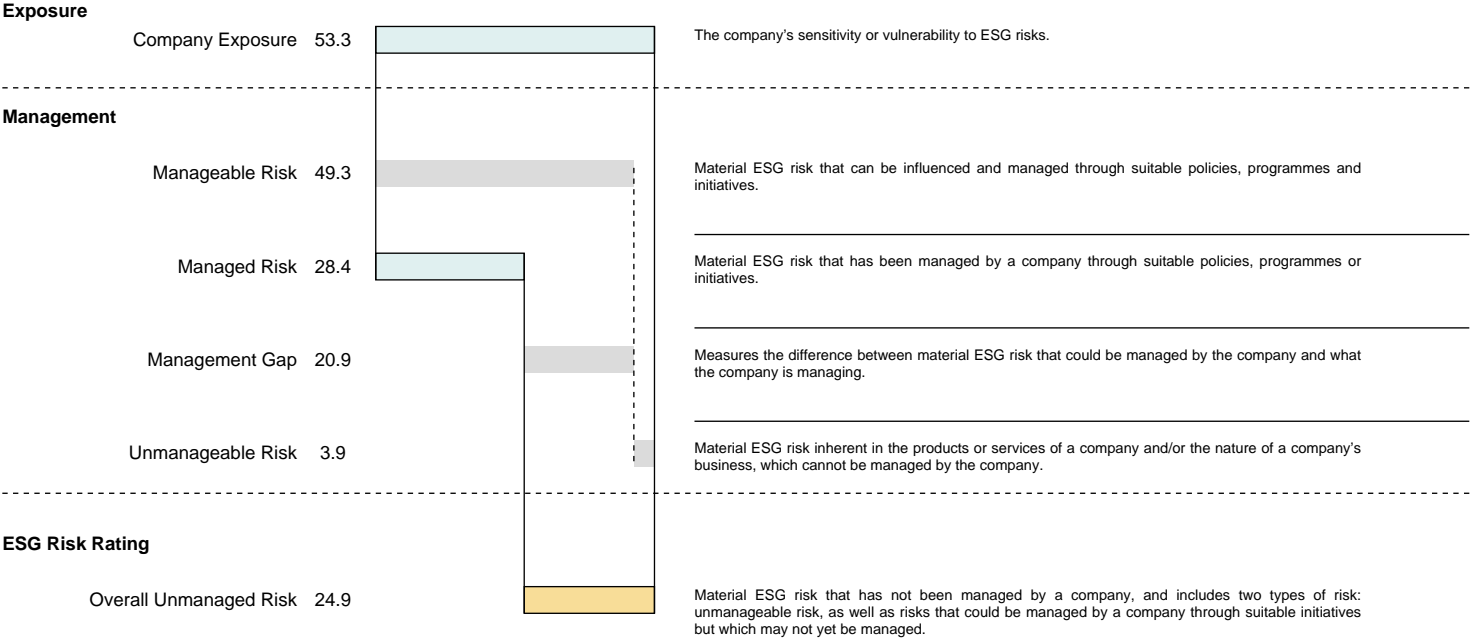 Exposure
Company Exposure 53.3
The company’s sensitivity or vulnerability to ESG risks.
Management
Manageable Risk 49.3
Material ESG risk that can be influenced and managed through suitable policies, programmes and
initiatives.
Managed Risk 28.4
Material ESG risk that has been managed by a company through suitable policies, programmes or
initiatives.
Management Gap 20.9
Measures the difference between material ESG risk that could be managed by the company and what
the company is managing.
Unmanageable Risk 3.9
Material ESG risk inherent in the products or services of a company and/or the nature of a company’s
business, which cannot be managed by the company.
ESG Risk Rating
Overall Unmanaged Risk 24.9
Material ESG risk that has not been managed by a company, and includes two types of risk:
unmanageable risk, as well as risks that could be managed by a company through suitable initiatives
but which may not yet be managed.